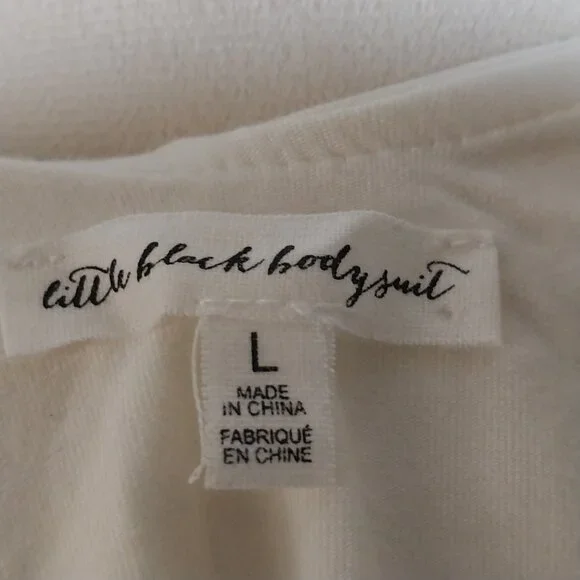 little black bodysuit
L
MADE
IN CHINA
FABRIQUÉ
EN CHINE